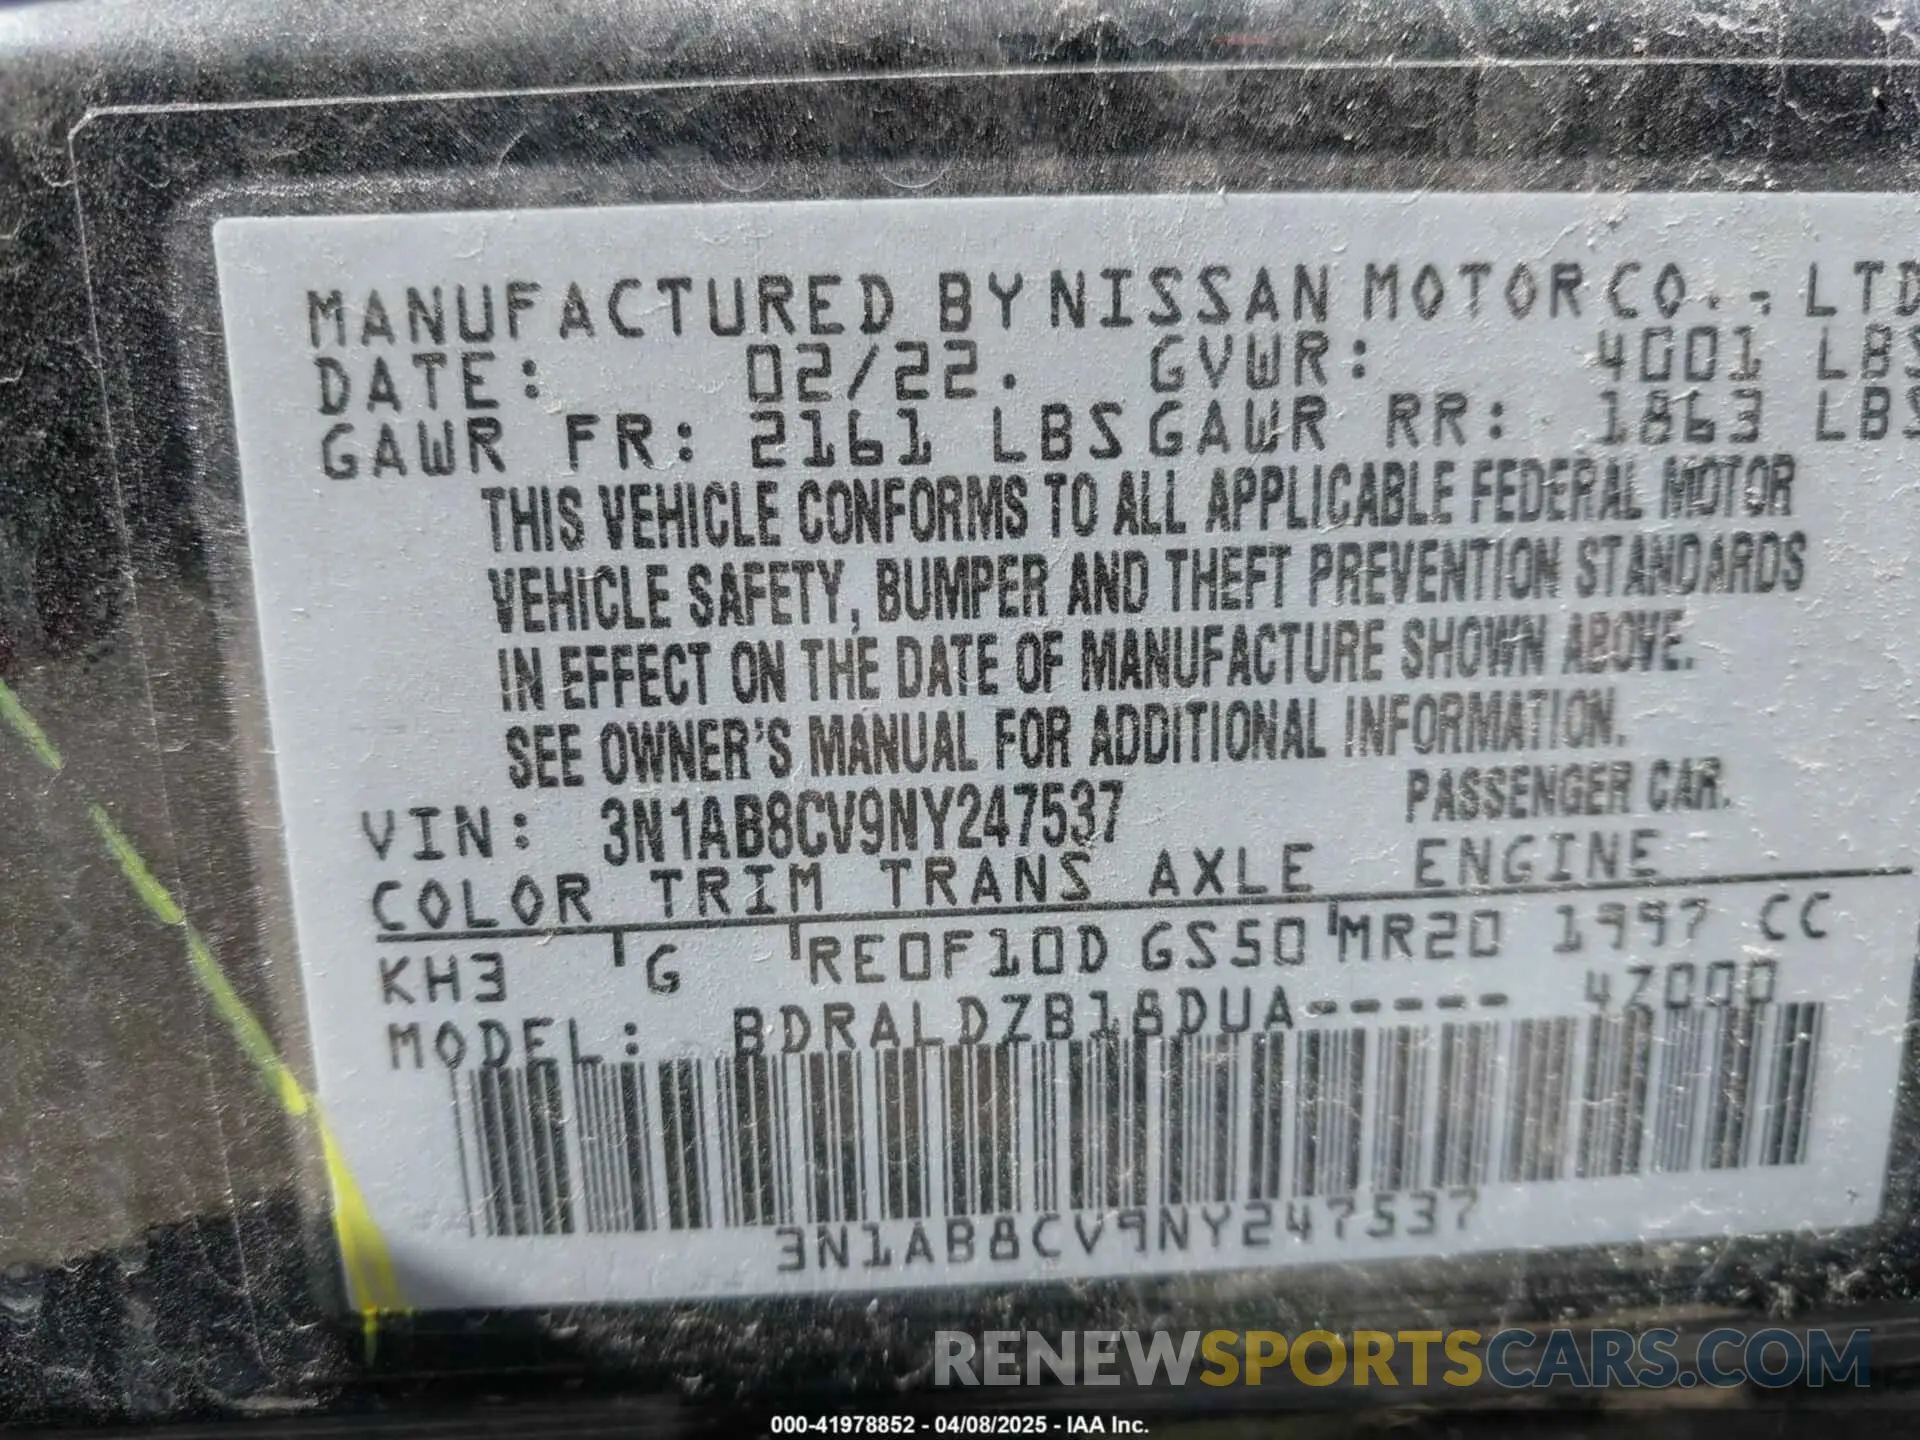 MANUFACTURED BY NISSAN MOTOR CO., LTD
DATE: 02/22. GVWR: 4001 LBS
GAWR FR: 2161 LBS GAWR RR: 1863 LBS
THIS VEHICLE CONFORMS TO ALL APPLICABLE FEDERAL MOTOR
VEHICLE SAFETY, BUMPER AND THEFT PREVENTION STANDARDS
IN EFFECT ON THE DATE OF MANUFACTURE SHOWN ABOVE.
SEE OWNER'S MANUAL FOR ADDITIONAL INFORMATION.
VIN: 3N1AB8CV9NY247537 PASSENGER CAR.
COLOR TRIM TRANS AXLE ENGINE
KH3 G RE0F10D GS50 MR20 1997 CC
MODEL: BDRALDZB18DUA----- 4Z000
3N1AB8CV9NY247537
RENEWSPORTSCARS.COM
000-41978852 - 04/08/2025 - IAA Inc.